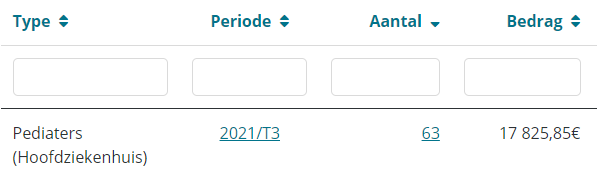 Type Periode Aantal Bedrag
Pediaters 2021/T3 63 17 825,85€
(Hoofdziekenhuis)